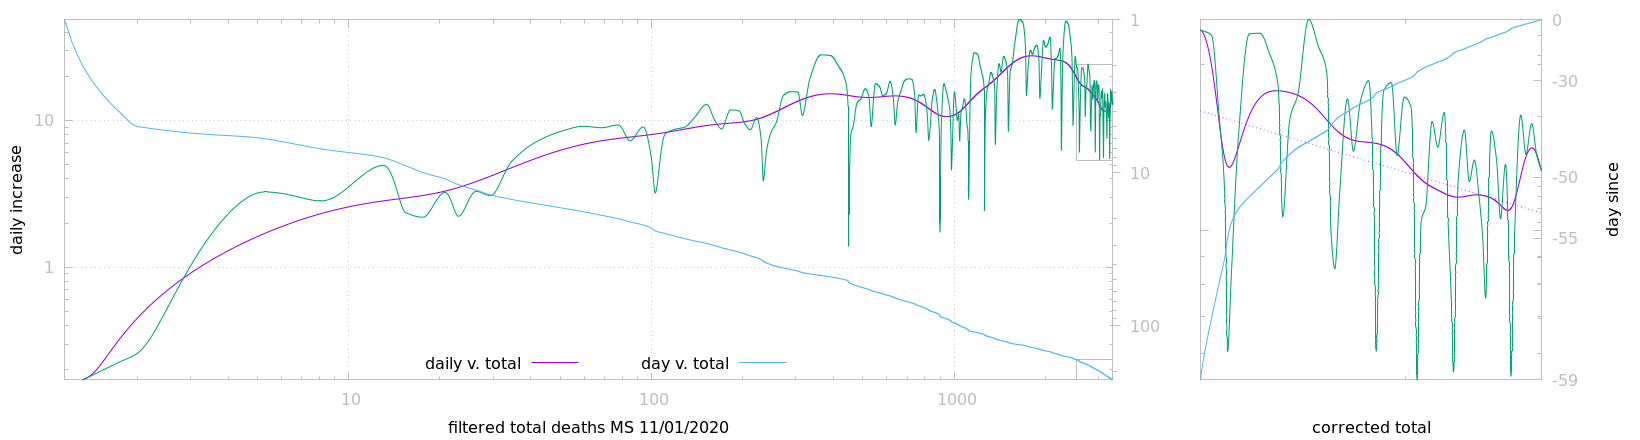 daily increase
10
1
10
100
1000
1
10
100
daily v. total
day v. total
filtered total deaths MS 11/01/2020
0
-30
-50
-55
-59
day since
corrected total